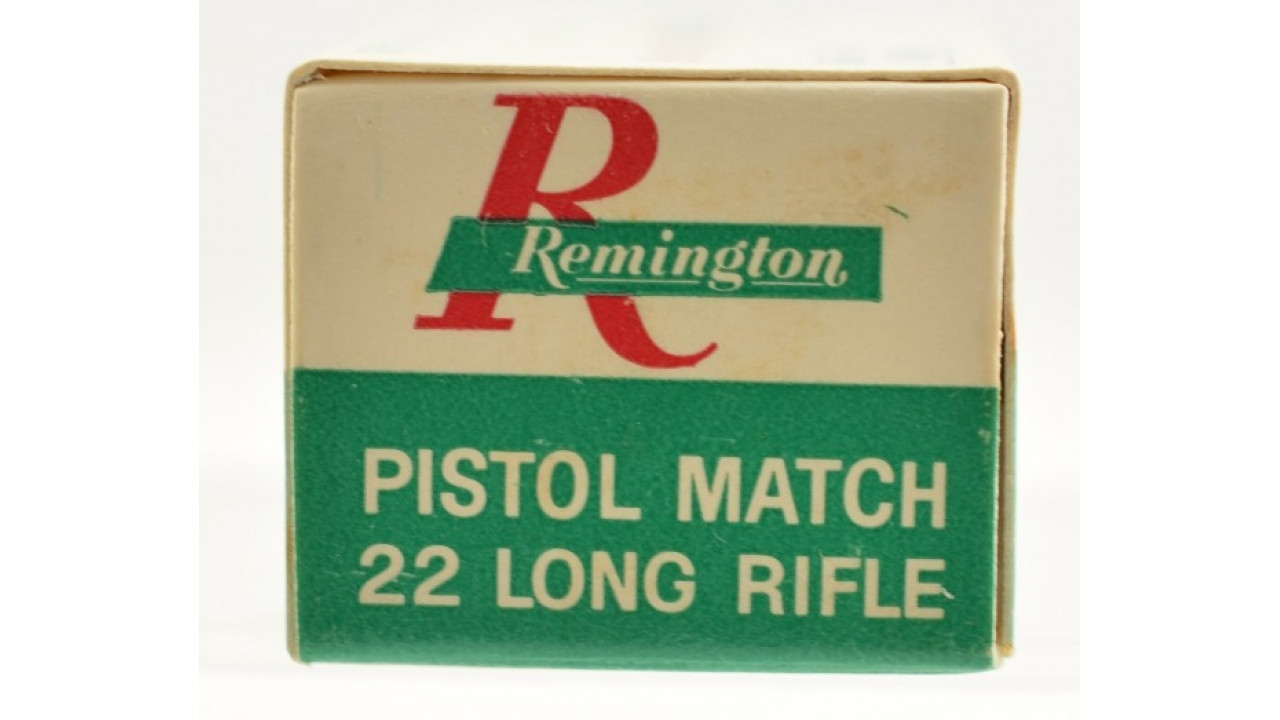 R
Remington
PISTOL MATCH
22 LONG RIFLE